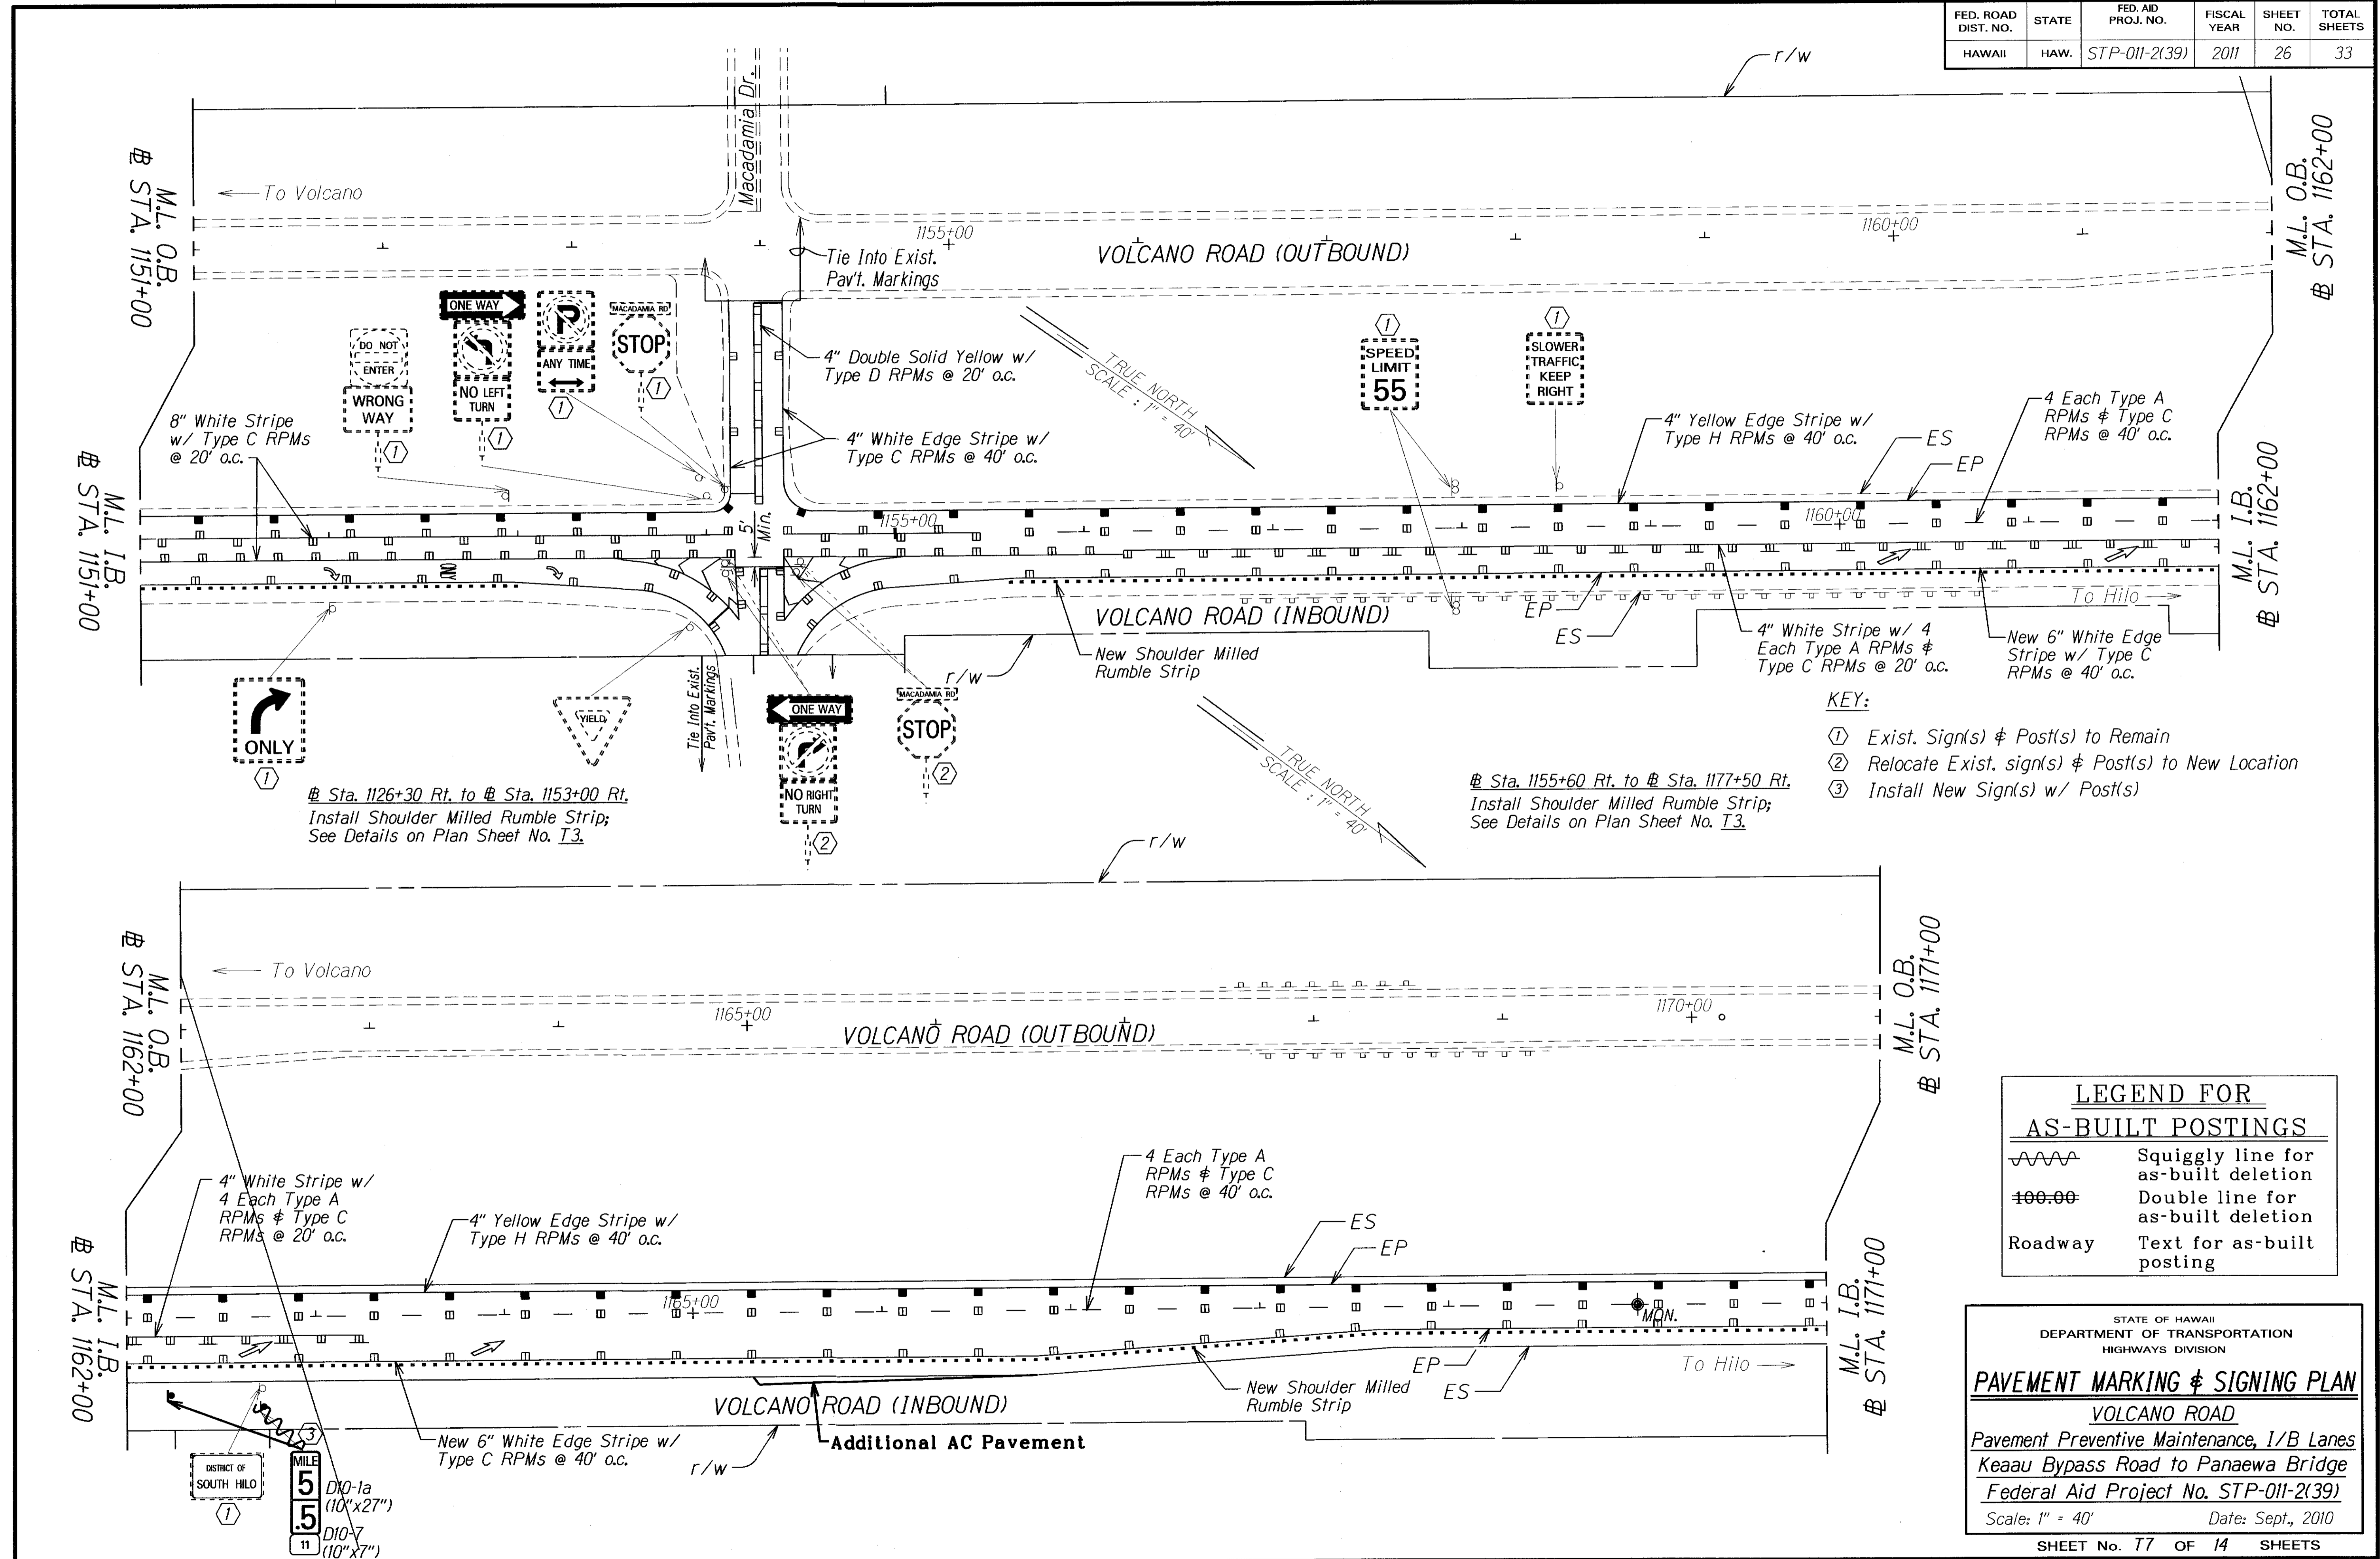 FED. ROAD DIST. NO.
STATE
FED. AID PROJ. NO.
FISCAL YEAR
SHEET NO.
TOTAL SHEETS
HAWAII
HAW.
STP-011-2(39)
2011
26
33
r/w
Macadamia Dr.
M.L. O.B.
℄ STA. 1151+00
To Volcano
1155+00
VOLCANO ROAD (OUTBOUND)
1160+00
M.L. O.B.
STA. 1162+00
Tie Into Exist.
Pav't. Markings
ONE WAY
DO NOT
ENTER
WRONG
WAY
1
NO LEFT
TURN
1
P
ANY TIME
1
MACADAMIA RD
STOP
1
4" Double Solid Yellow w/
Type D RPMs @ 20' o.c.
4" White Edge Stripe w/
Type C RPMs @ 40' o.c.
TRUE NORTH
SCALE : 1" = 40'
1
SPEED
LIMIT
55
1
SLOWER
TRAFFIC
KEEP
RIGHT
8" White Stripe
w/ Type C RPMs
@ 20' o.c.
4" Yellow Edge Stripe w/
Type H RPMs @ 40' o.c.
ES
EP
4 Each Type A
RPMs & Type C
RPMs @ 40' o.c.
M.L. I.B.
STA. 1151+00
5'
Min.
1155+00
1160+00
M.L. I.B.
STA. 1162+00
ONLY
VOLCANO ROAD (INBOUND)
EP
ES
To Hilo
New Shoulder Milled
Rumble Strip
r/w
4" White Stripe w/ 4
Each Type A RPMs &
Type C RPMs @ 20' o.c.
New 6" White Edge
Stripe w/ Type C
RPMs @ 40' o.c.
ONLY
1
YIELD
Tie Into Exist.
Pav't. Markings
ONE WAY
NO RIGHT
TURN
2
MACADAMIA RD
STOP
2
Sta. 1126+30 Rt. to Sta. 1153+00 Rt.
Install Shoulder Milled Rumble Strip;
See Details on Plan Sheet No. T3.
TRUE NORTH
SCALE : 1" = 40'
Sta. 1155+60 Rt. to Sta. 1177+50 Rt.
Install Shoulder Milled Rumble Strip;
See Details on Plan Sheet No. T3.
KEY:
1 Exist. Sign(s) & Post(s) to Remain
2 Relocate Exist. sign(s) & Post(s) to New Location
3 Install New Sign(s) w/ Post(s)
r/w
M.L. O.B.
STA. 1162+00
To Volcano
1165+00
VOLCANO ROAD (OUTBOUND)
1170+00
M.L. O.B.
STA. 1171+00
4" White Stripe w/
4 Each Type A
RPMs & Type C
RPMs @ 20' o.c.
4" Yellow Edge Stripe w/
Type H RPMs @ 40' o.c.
4 Each Type A
RPMs & Type C
RPMs @ 40' o.c.
ES
EP
M.L. I.B.
STA. 1162+00
1165+00
MON.
M.L. I.B.
STA. 1171+00
EP
ES
To Hilo
VOLCANO ROAD (INBOUND)
New Shoulder Milled
Rumble Strip
New 6" White Edge Stripe w/
Type C RPMs @ 40' o.c.
r/w
Additional AC Pavement
DISTRICT OF
SOUTH HILO
1
3
MILE
5
.5
11
D10-1a
(10"x27")
D10-7
(10"x7")
LEGEND FOR
AS-BUILT POSTINGS
Squiggly line for
as-built deletion
100.00 Double line for
as-built deletion
Roadway Text for as-built
posting
STATE OF HAWAII
DEPARTMENT OF TRANSPORTATION
HIGHWAYS DIVISION
PAVEMENT MARKING & SIGNING PLAN
VOLCANO ROAD
Pavement Preventive Maintenance, I/B Lanes
Keaau Bypass Road to Panaewa Bridge
Federal Aid Project No. STP-011-2(39)
Scale: 1" = 40' Date: Sept., 2010
SHEET No. T7 OF 14 SHEETS